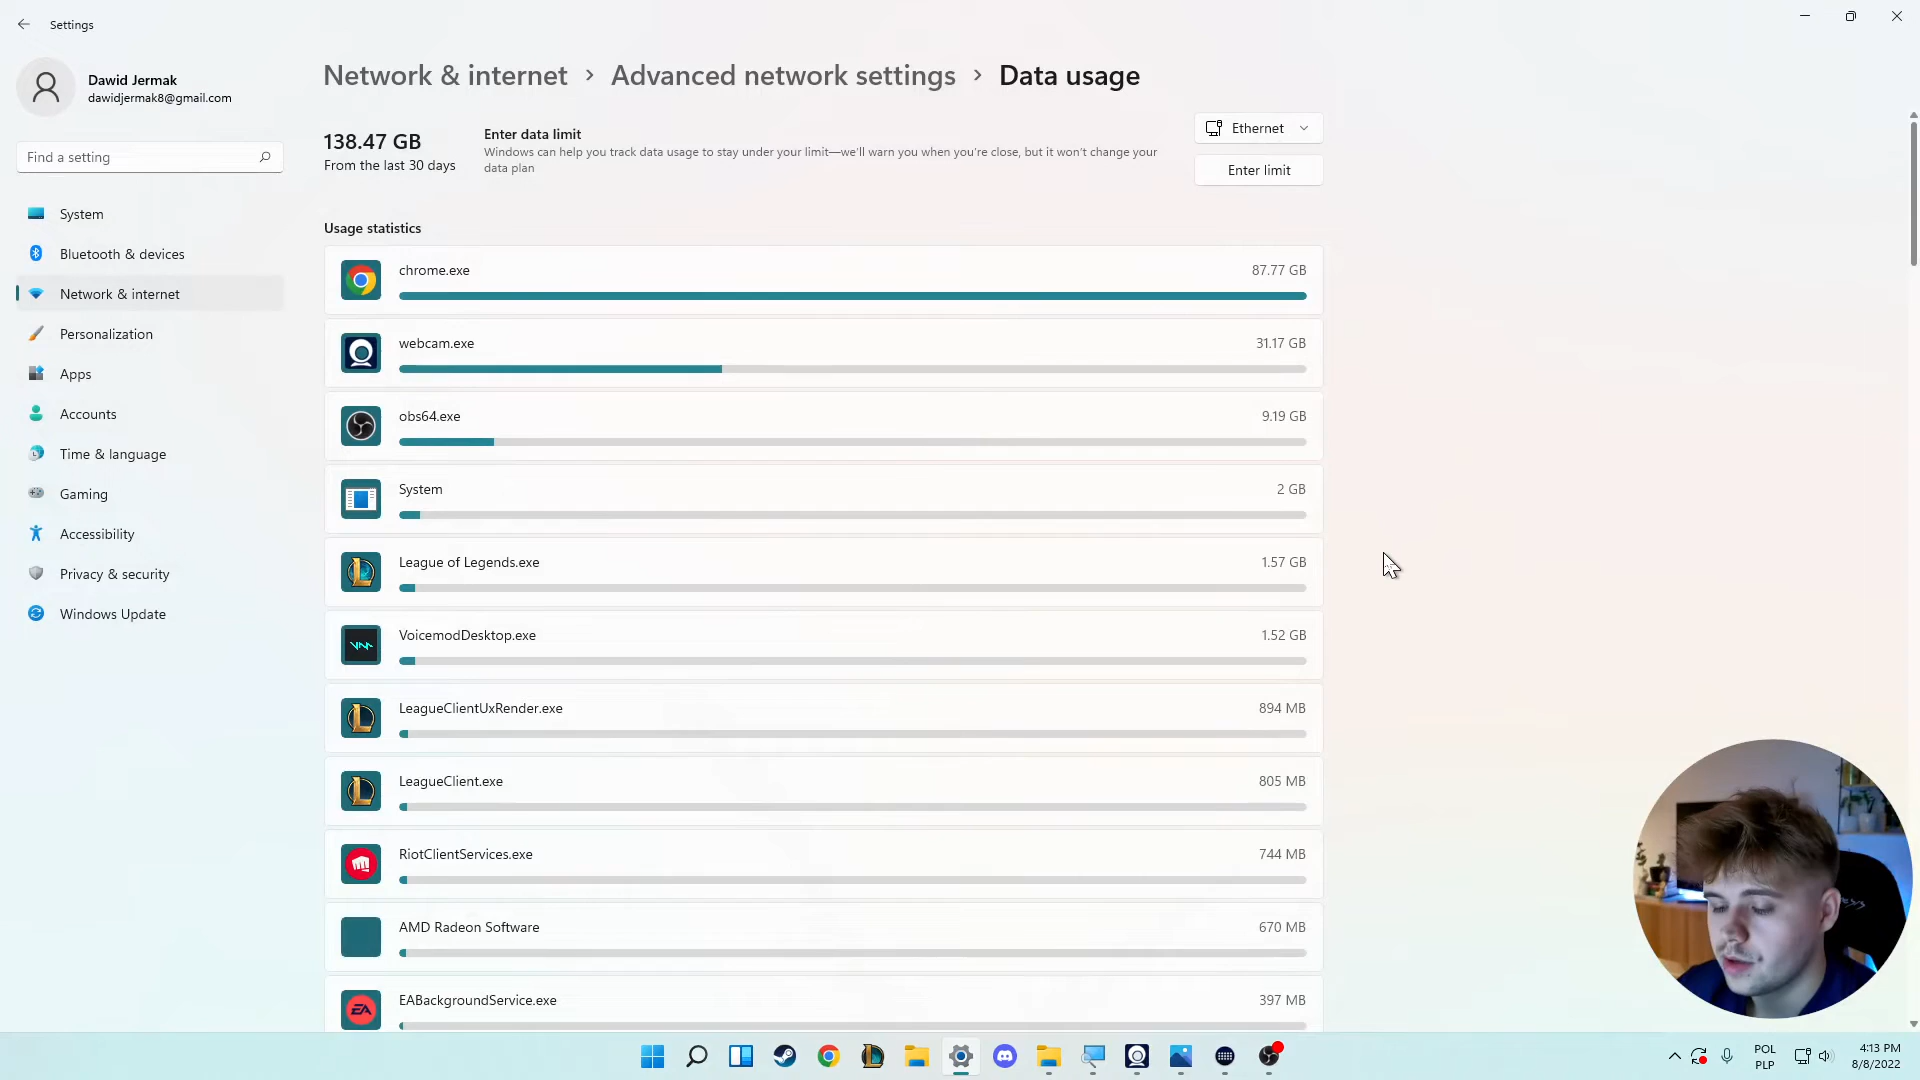 Settings
Dawid Jermak
dawidjermak8@gmail.com
Find a setting
System
Bluetooth & devices
Network & internet
Personalization
Apps
Accounts
Time & language
Gaming
Accessibility
Privacy & security
Windows Update
Network & internet > Advanced network settings > Data usage
138.47 GB
From the last 30 days
Enter data limit
Windows can help you track data usage to stay under your limit—we'll warn you when you're close, but it won't change your
data plan
Ethernet
Enter limit
Usage statistics
chrome.exe 87.77 GB
webcam.exe 31.17 GB
obs64.exe 9.19 GB
System 2 GB
League of Legends.exe 1.57 GB
VoicemodDesktop.exe 1.52 GB
LeagueClientUxRender.exe 894 MB
LeagueClient.exe 805 MB
RiotClientServices.exe 744 MB
AMD Radeon Software 670 MB
EABackgroundService.exe 397 MB
EA
POL
PLP
4:13 PM
8/8/2022